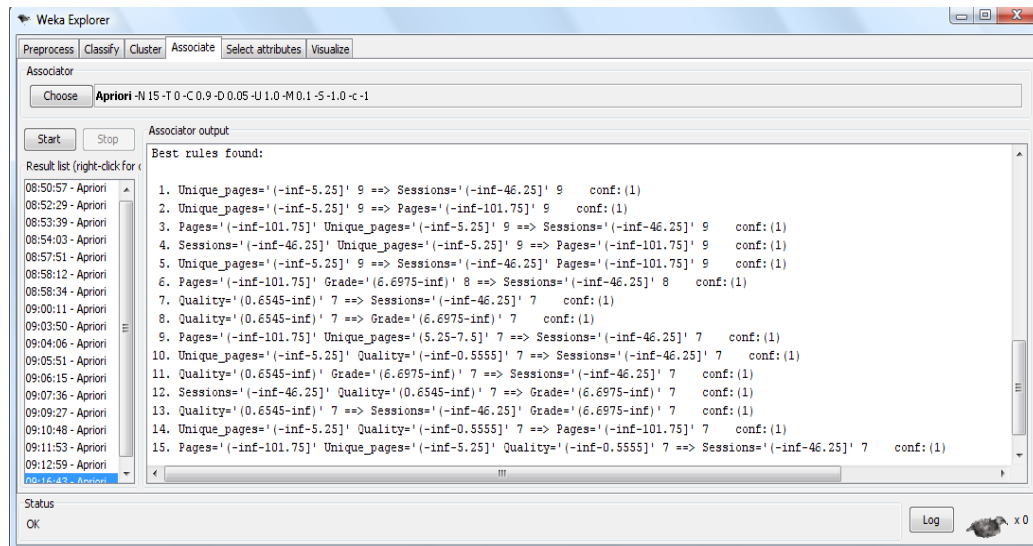 Weka Explorer
Preprocess Classify Cluster Associate Select attributes Visualize
Associator
Choose Apriori -N 15 -T 0 -C 0.9 -D 0.05 -U 1.0 -M 0.1 -S -1.0 -c -1
Start Stop
Result list (right-click for
08:50:57 - Apriori
08:52:29 - Apriori
08:53:39 - Apriori
08:54:03 - Apriori
08:57:51 - Apriori
08:58:12 - Apriori
08:58:34 - Apriori
09:00:11 - Apriori
09:03:50 - Apriori
09:04:06 - Apriori
09:05:51 - Apriori
09:06:15 - Apriori
09:07:36 - Apriori
09:09:27 - Apriori
09:10:48 - Apriori
09:11:53 - Apriori
09:12:59 - Apriori
09:16:43 - Apriori
Associator output
Best rules found:
1. Unique_pages='(-inf-5.25]' 9 ==> Sessions='(-inf-46.25]' 9 conf:(1)
2. Unique_pages='(-inf-5.25]' 9 ==> Pages='(-inf-101.75]' 9 conf:(1)
3. Pages='(-inf-101.75]' Unique_pages='(-inf-5.25]' 9 ==> Sessions='(-inf-46.25]' 9 conf:(1)
4. Sessions='(-inf-46.25]' Unique_pages='(-inf-5.25]' 9 ==> Pages='(-inf-101.75]' 9 conf:(1)
5. Unique_pages='(-inf-5.25]' 9 ==> Sessions='(-inf-46.25]' Pages='(-inf-101.75]' 9 conf:(1)
6. Pages='(-inf-101.75]' Grade='(6.6975-inf)' 8 ==> Sessions='(-inf-46.25]' 8 conf:(1)
7. Quality='(0.6545-inf)' 7 ==> Sessions='(-inf-46.25]' 7 conf:(1)
8. Quality='(0.6545-inf)' 7 ==> Grade='(6.6975-inf)' 7 conf:(1)
9. Pages='(-inf-101.75]' Unique_pages='(5.25-7.5]' 7 ==> Sessions='(-inf-46.25]' 7 conf:(1)
10. Unique_pages='(-inf-5.25]' Quality='(-inf-0.5555]' 7 ==> Sessions='(-inf-46.25]' 7 conf:(1)
11. Quality='(0.6545-inf)' Grade='(6.6975-inf)' 7 ==> Sessions='(-inf-46.25]' 7 conf:(1)
12. Sessions='(-inf-46.25]' Quality='(0.6545-inf)' 7 ==> Grade='(6.6975-inf)' 7 conf:(1)
13. Quality='(0.6545-inf)' 7 ==> Sessions='(-inf-46.25]' Grade='(6.6975-inf)' 7 conf:(1)
14. Unique_pages='(-inf-5.25]' Quality='(-inf-0.5555]' 7 ==> Pages='(-inf-101.75]' 7 conf:(1)
15. Pages='(-inf-101.75]' Unique_pages='(-inf-5.25]' Quality='(-inf-0.5555]' 7 ==> Sessions='(-inf-46.25]' 7 conf:(1)
Status
OK
Log x 0